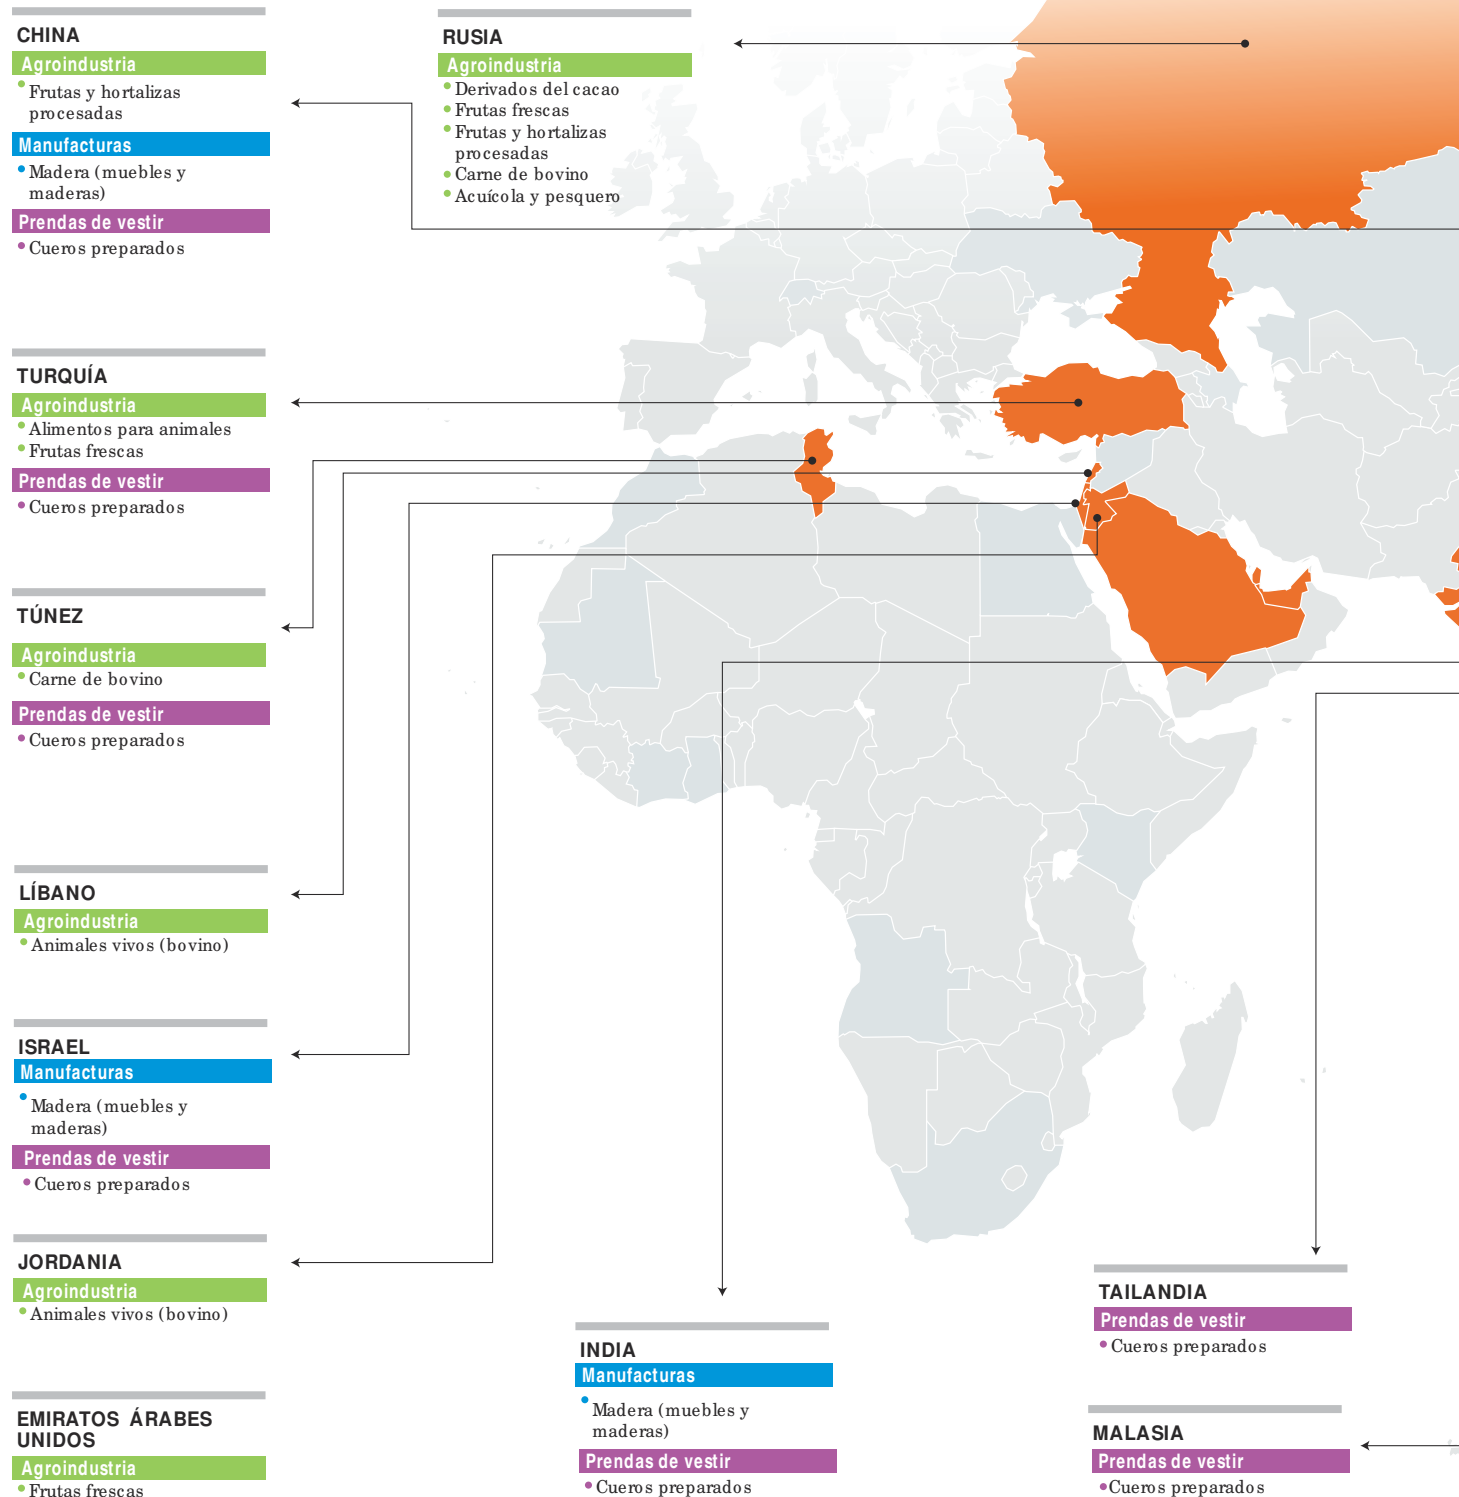 CHINA
Agroindustria
• Frutas y hortalizas
procesadas
Manufacturas
• Madera (muebles y
maderas)
Prendas de vestir
• Cueros preparados
RUSIA
Agroindustria
• Derivados del cacao
• Frutas frescas
• Frutas y hortalizas
procesadas
• Carne de bovino
• Acuícola y pesquero
TURQUÍA
Agroindustria
• Alimentos para animales
• Frutas frescas
Prendas de vestir
• Cueros preparados
TÚNEZ
Agroindustria
• Carne de bovino
Prendas de vestir
• Cueros preparados
LÍBANO
Agroindustria
• Animales vivos (bovino)
ISRAEL
Manufacturas
• Madera (muebles y
maderas)
Prendas de vestir
• Cueros preparados
JORDANIA
Agroindustria
• Animales vivos (bovino)
EMIRATOS ÁRABES
UNIDOS
Agroindustria
• Frutas frescas
INDIA
Manufacturas
• Madera (muebles y
maderas)
Prendas de vestir
• Cueros preparados
TAILANDIA
Prendas de vestir
• Cueros preparados
MALASIA
Prendas de vestir
• Cueros preparados